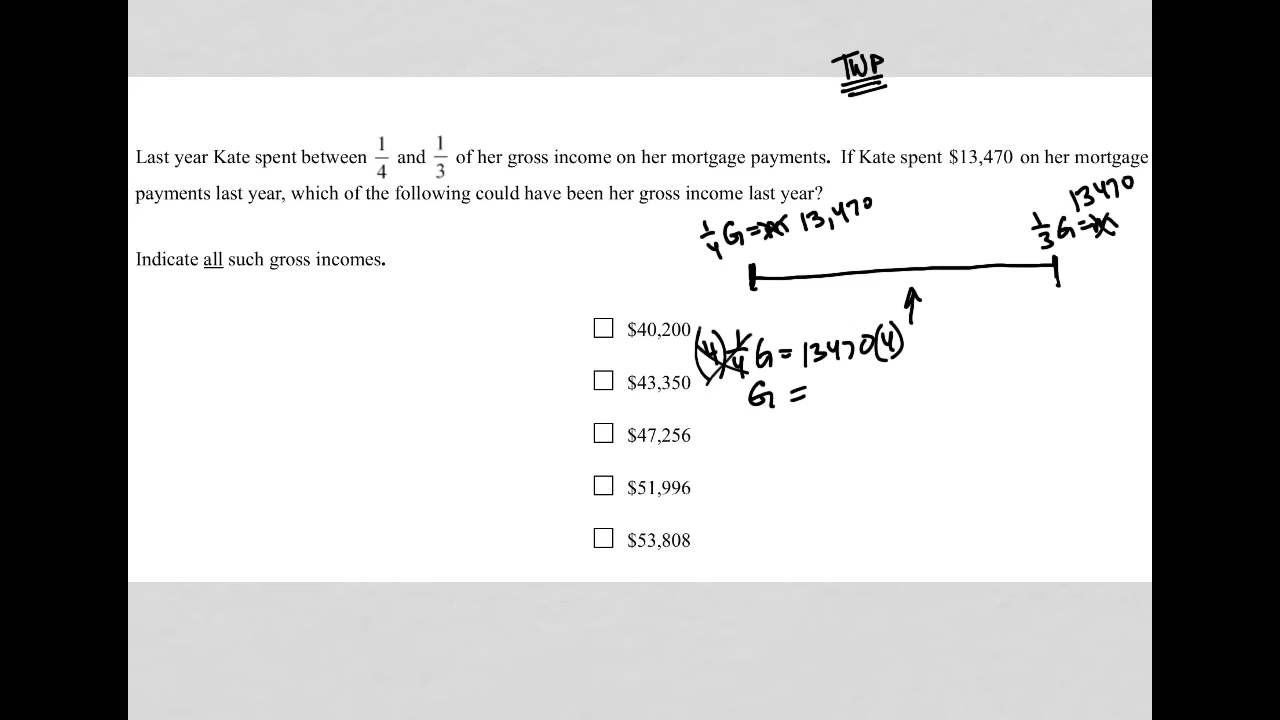 TWP
Last year Kate spent between 1/4 and 1/3 of her gross income on her mortgage payments. If Kate spent $13,470 on her mortgage
payments last year, which of the following could have been her gross income last year?
1/4 G = 13,470
1/3 G = 13470
Indicate all such gross incomes.
$40,200
(4) 1/4 G = 13470(4)
$43,350
G =
$47,256
$51,996
$53,808